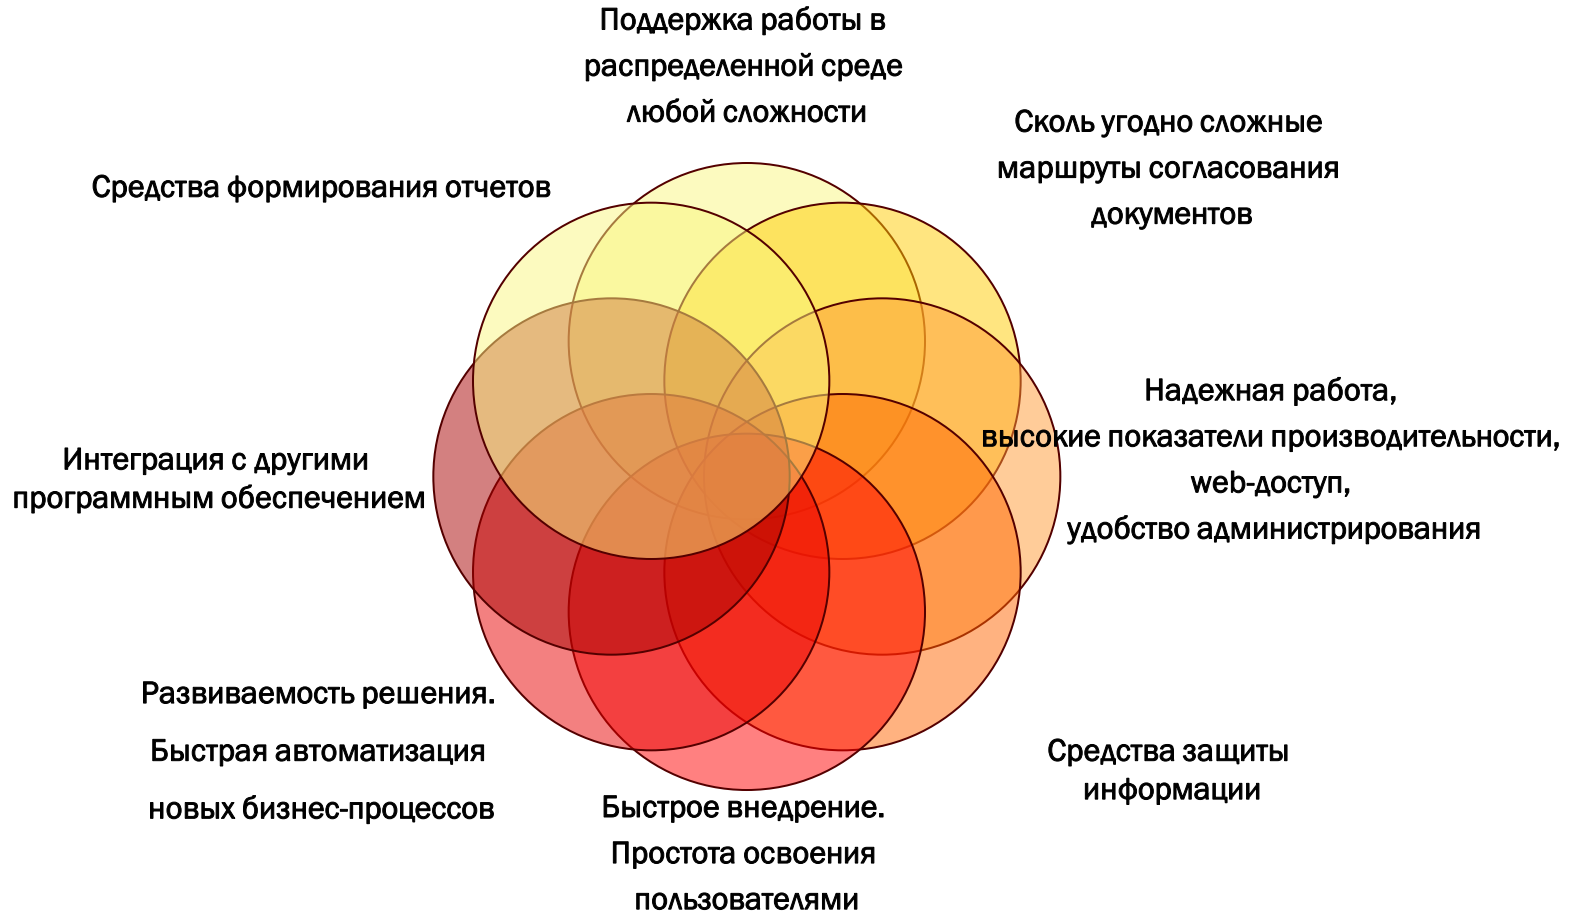 Поддержка работы в
распределенной среде
любой сложности
Сколь угодно сложные
маршруты согласования
документов
Средства формирования отчетов
Надежная работа,
высокие показатели производительности,
web-доступ,
удобство администрирования
Интеграция с другими
программным обеспечением
Развиваемость решения.
Быстрая автоматизация
новых бизнес-процессов
Средства защиты
информации
Быстрое внедрение.
Простота освоения
пользователями